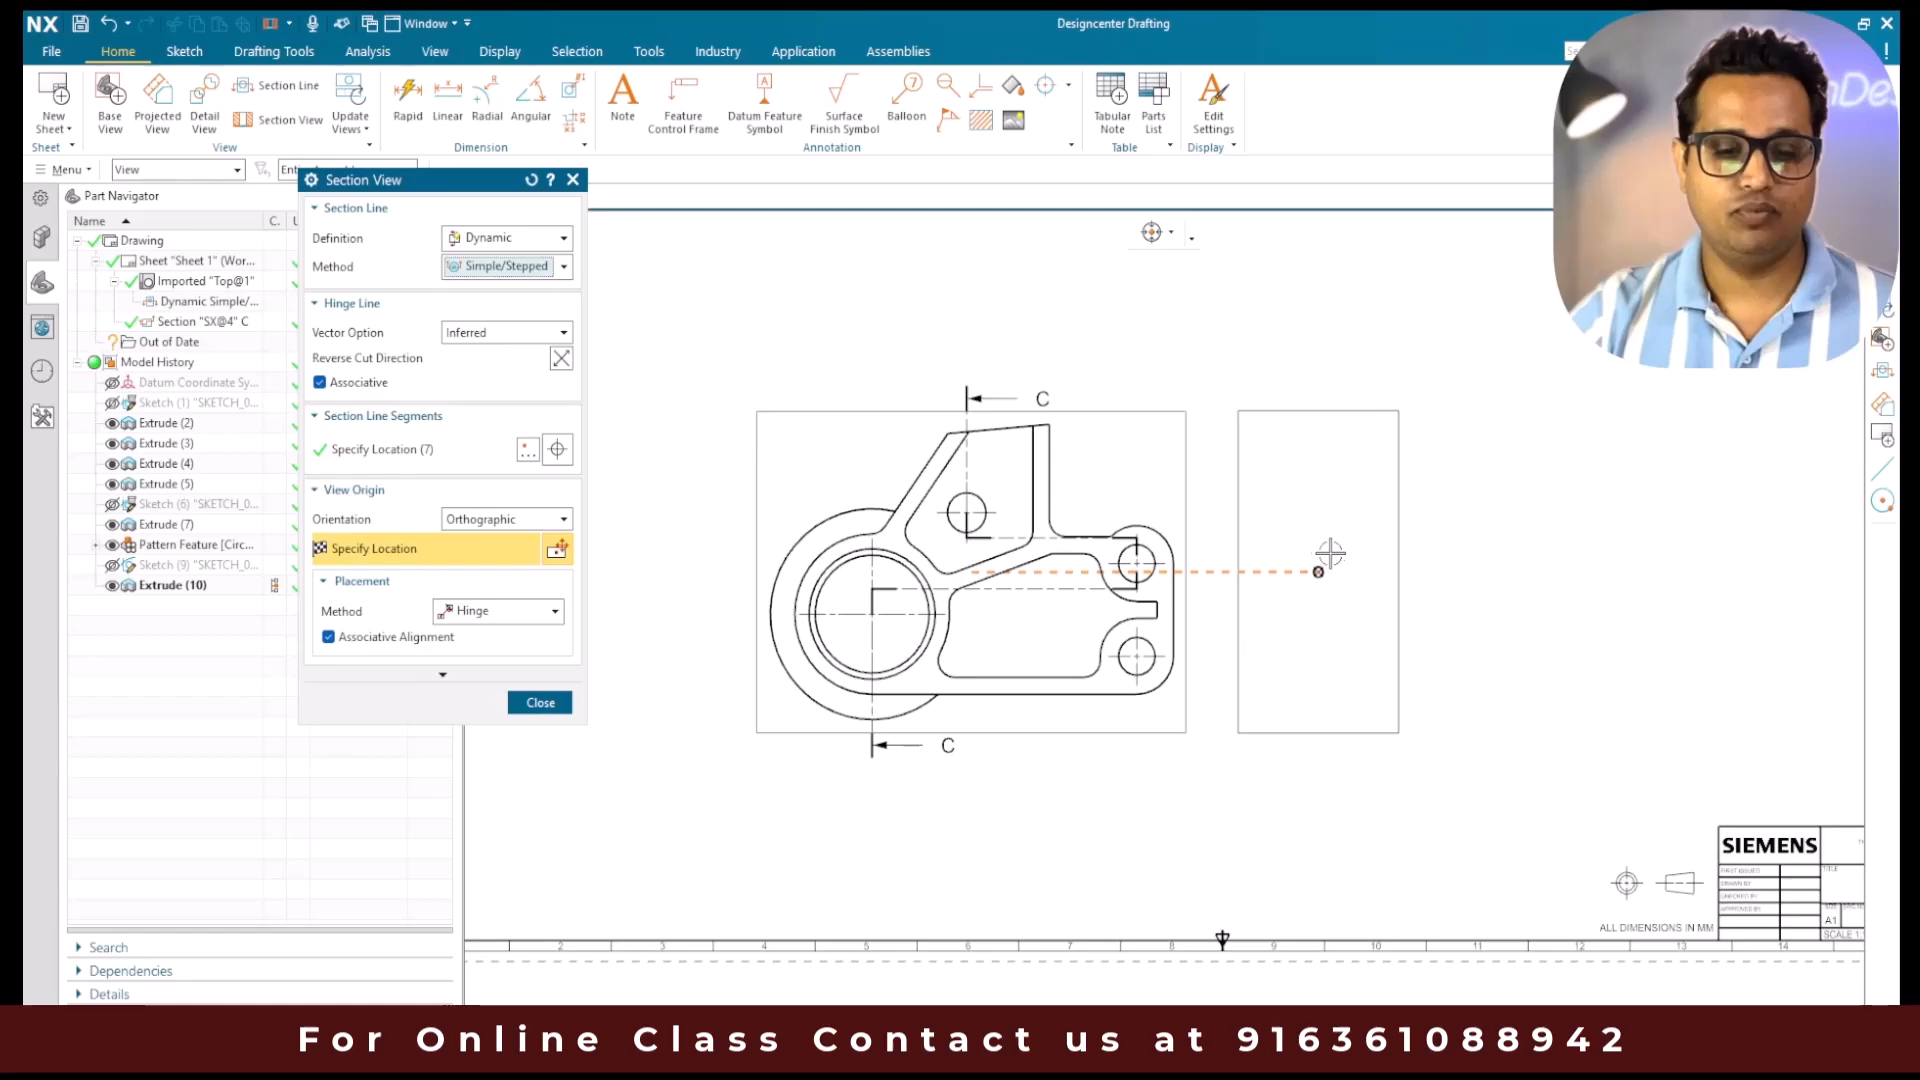 NX
Window
Designcenter Drafting
File Home Sketch Drafting Tools Analysis View Display Selection Tools Industry Application Assemblies
New Sheet
Base View
Projected View
Detail View
Section Line
Section View
Update Views
Rapid
Linear
Radial
Angular
Note
Feature Control Frame
Datum Feature Symbol
Surface Finish Symbol
Balloon
Tabular Note
Parts List
Edit Settings
Sheet View Dimension Annotation Table Display
Menu View
Part Navigator
Name C.
Drawing
Sheet "Sheet 1" (Wor...
Imported "Top@1"
Dynamic Simple/...
Section "SX@4" C
Out of Date
Model History
Datum Coordinate Sy...
Sketch (1) "SKETCH_0...
Extrude (2)
Extrude (3)
Extrude (4)
Extrude (5)
Sketch (6) "SKETCH_0...
Extrude (7)
Pattern Feature [Circ...
Sketch (9) "SKETCH_0...
Extrude (10)
Search
Dependencies
Details
Section View
Section Line
Definition Dynamic
Method Simple/Stepped
Hinge Line
Vector Option Inferred
Reverse Cut Direction
Associative
Section Line Segments
Specify Location (7)
View Origin
Orientation Orthographic
Specify Location
Placement
Method Hinge
Associative Alignment
Close
C
C
SIEMENS
TITLE
A1
SCALE 1:
ALL DIMENSIONS IN MM
2 3 4 5 6 7 8 9 10 11 12 13 14
For Online Class Contact us at 916361088942